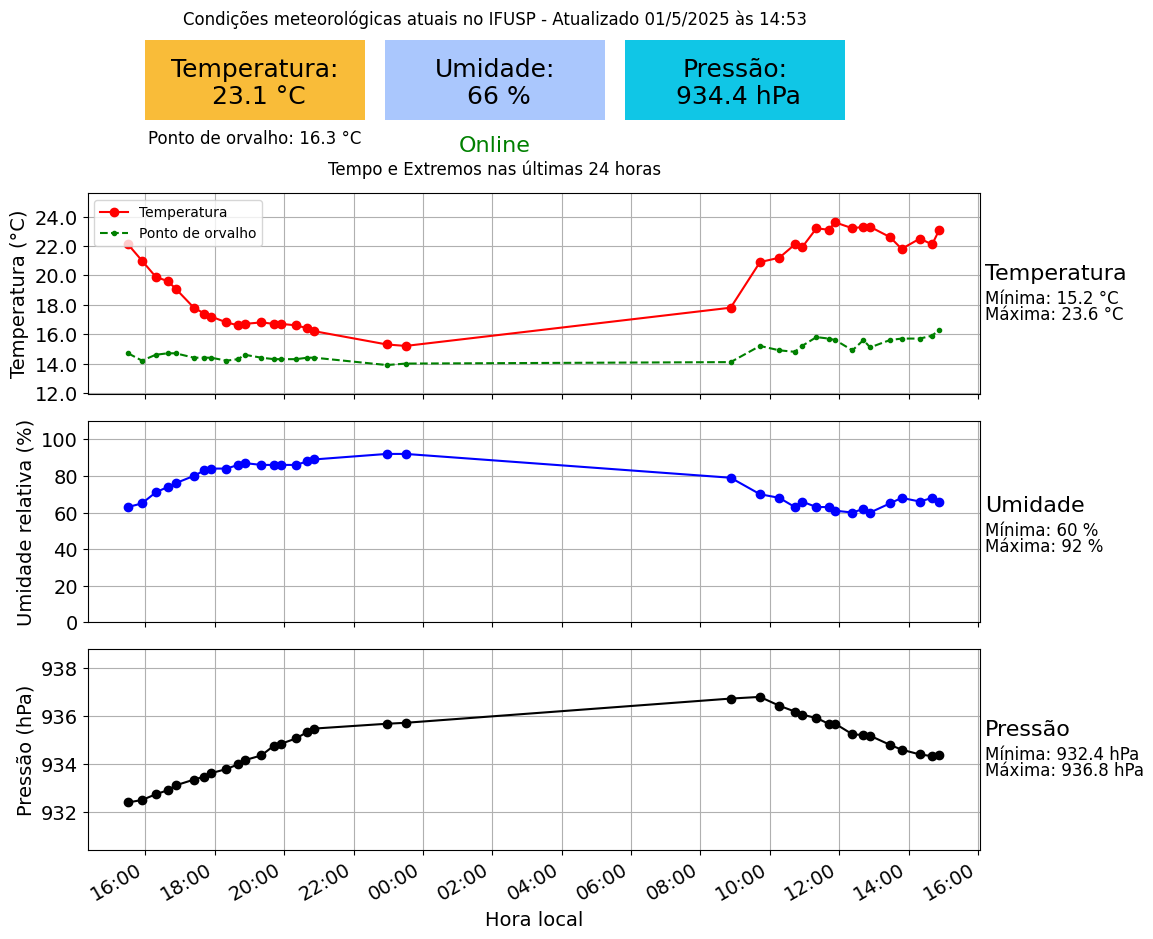 Condições meteorológicas atuais no IFUSP - Atualizado 01/5/2025 às 14:53
Temperatura:
23.1 °C
Umidade:
66 %
Pressão:
934.4 hPa
Ponto de orvalho: 16.3 °C
Online
Tempo e Extremos nas últimas 24 horas
Temperatura (°C)
24.0
22.0
20.0
18.0
16.0
14.0
12.0
Temperatura
Ponto de orvalho
Temperatura
Mínima: 15.2 °C
Máxima: 23.6 °C
Umidade relativa (%)
100
80
60
40
20
0
Umidade
Mínima: 60 %
Máxima: 92 %
Pressão (hPa)
938
936
934
932
Pressão
Mínima: 932.4 hPa
Máxima: 936.8 hPa
16:00 18:00 20:00 22:00 00:00 02:00 04:00 06:00 08:00 10:00 12:00 14:00 16:00
Hora local